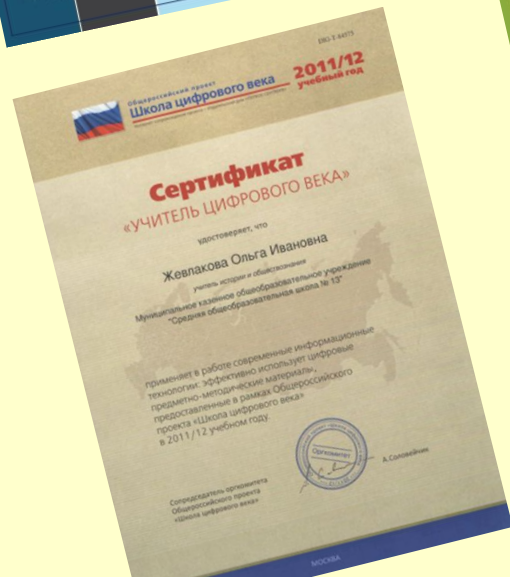 Общероссийский проект
Школа цифрового века
2011/12
учебный год
Сертификат
«УЧИТЕЛЬ ЦИФРОВОГО ВЕКА»
удостоверяет, что
Жевлакова Ольга Ивановна
учитель истории и обществознания
Муниципальное казенное общеобразовательное учреждение
"Средняя общеобразовательная школа № 13"
применяет в работе современные информационные
технологии: эффективно использует цифровые
предметно-методические материалы,
предоставленные в рамках Общероссийского
проекта «Школа цифрового века»
в 2011/12 учебном году.
Оргкомитет
Сопредседатель оргкомитета
Общероссийского проекта
«Школа цифрового века»
А.Соловейчик
МОСКВА